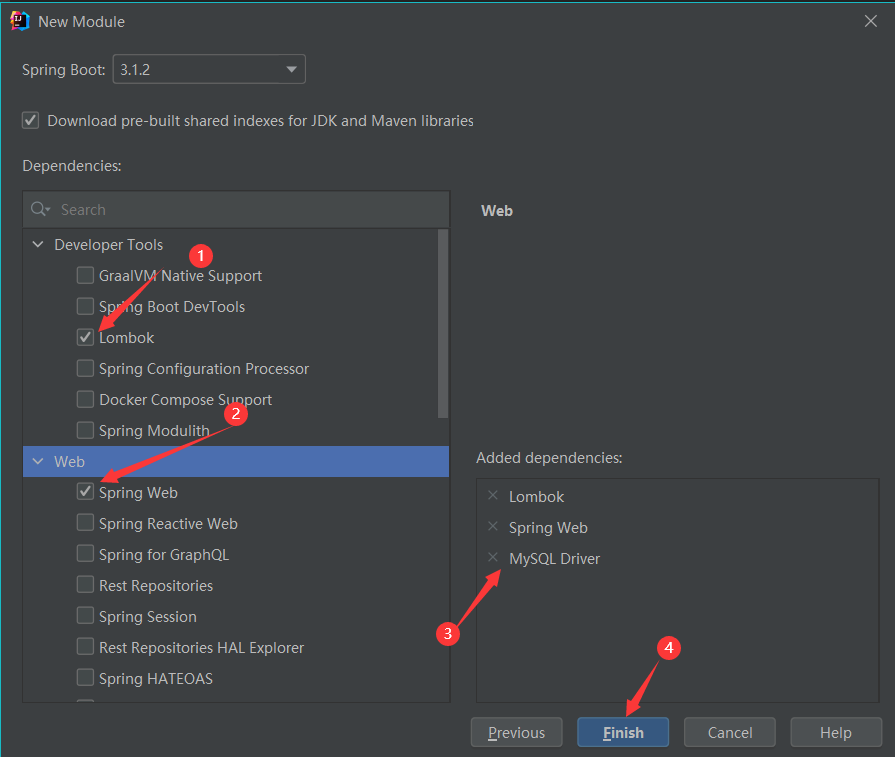 New Module
Spring Boot: 3.1.2
Download pre-built shared indexes for JDK and Maven libraries
Dependencies:
Search
Developer Tools
1
GraalVM Native Support
Spring Boot DevTools
Lombok
Spring Configuration Processor
Docker Compose Support
2
Spring Modulith
Web
Spring Web
Spring Reactive Web
Spring for GraphQL
Rest Repositories
Spring Session
Rest Repositories HAL Explorer
Spring HATEOAS
Web
Added dependencies:
Lombok
Spring Web
MySQL Driver
3
4
Previous Finish Cancel Help